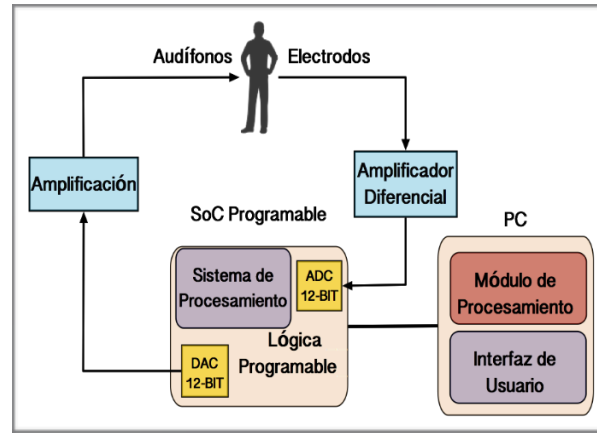 Audífonos
Electrodos
Amplificación
Amplificador
Diferencial
SoC Programable
PC
Sistema de
Procesamiento
ADC
12-BIT
Lógica
Programable
DAC
12-BIT
Módulo de
Procesamiento
Interfaz de
Usuario